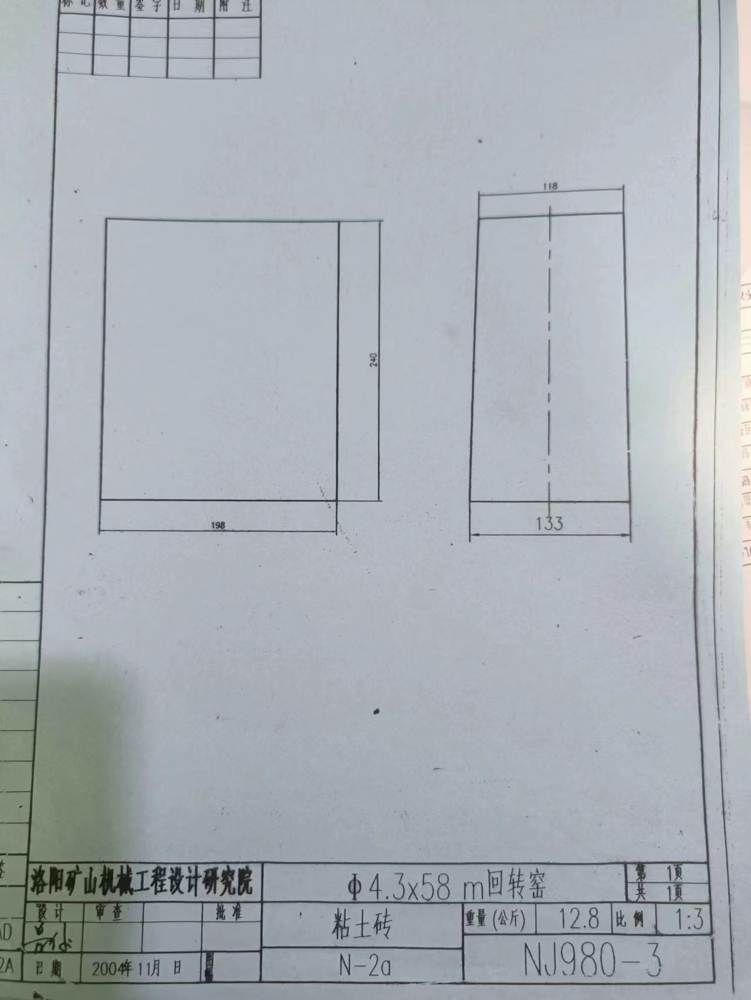 标 记 数 量 签 字 日 期 附 注
118
240
198
133
洛阳矿山机械工程设计研究院
Φ4.3x58 m回转窑
第 1页
共 1页
设 计 审 查 批 准
粘土砖
重量(公斤) 12.8 比 例 1:3
AD
2A
日 期 2004年11月 日
N-2a
NJ980-3